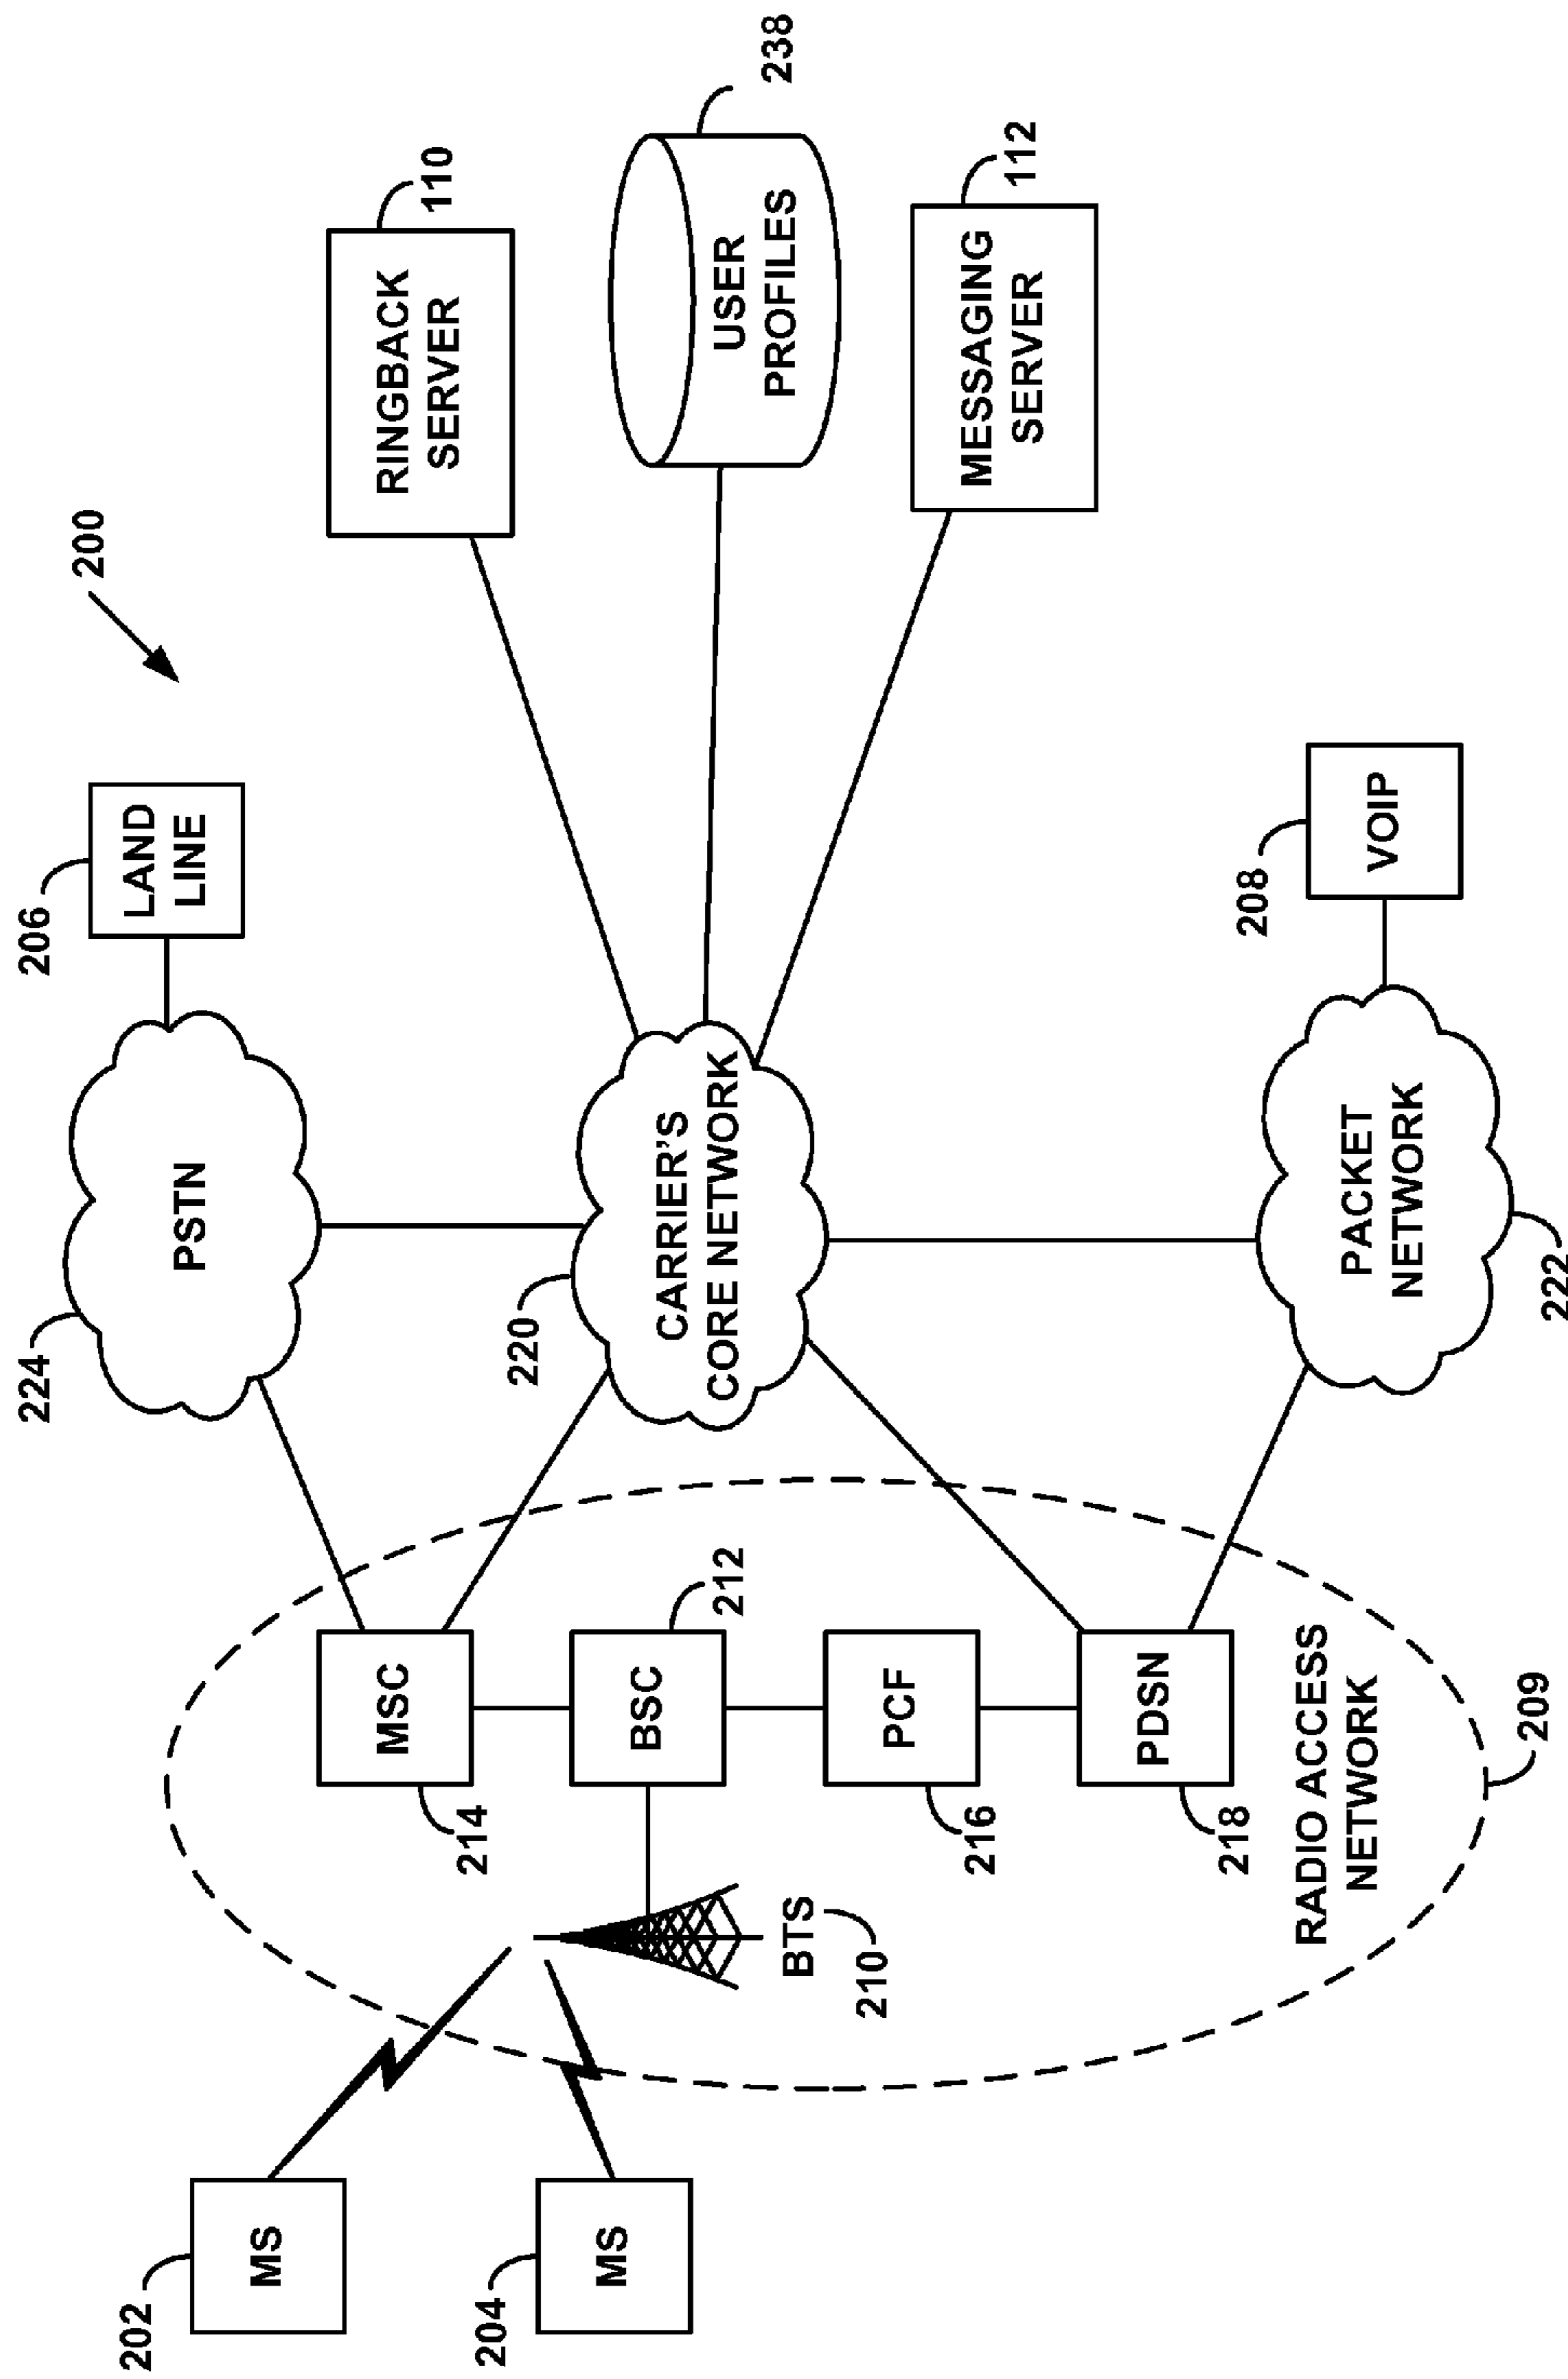 200
206
LAND
LINE
224
PSTN
110
RINGBACK
SERVER
238
USER
PROFILES
112
MESSAGING
SERVER
220
CARRIER'S
CORE NETWORK
208
VOIP
PACKET
NETWORK
222
202
MS
204
MS
BTS
210
MSC
214
BSC
212
PCF
216
PDSN
218
RADIO ACCESS
NETWORK
209